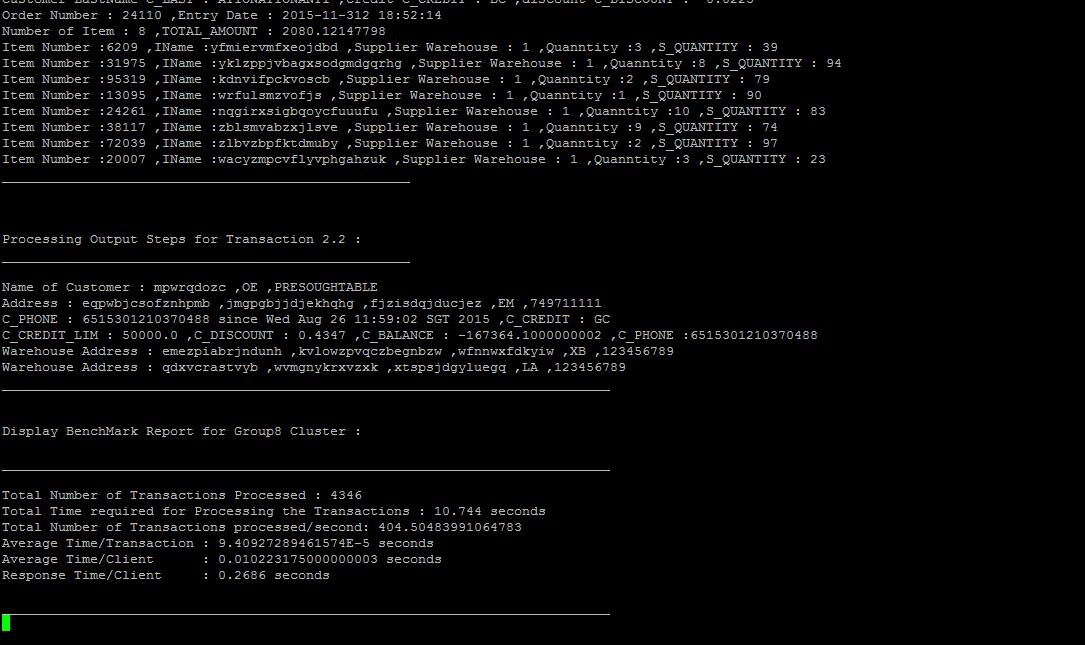 Customer LastName C_LAST : ATIONATIONANTI ,Credit C_CREDIT : BC ,discount C_DISCOUNT : 0.0225
Order Number : 24110 ,Entry Date : 2015-11-312 18:52:14
Number of Item : 8 ,TOTAL_AMOUNT : 2080.12147798
Item Number :6209 ,IName :yfmiervmfxeojdbd ,Supplier Warehouse : 1 ,Quanntity :3 ,S_QUANTITY : 39
Item Number :31975 ,IName :yklzppjvbagxsodgmdgqrhg ,Supplier Warehouse : 1 ,Quanntity :8 ,S_QUANTITY : 94
Item Number :95319 ,IName :kdnvifpckvoscb ,Supplier Warehouse : 1 ,Quanntity :2 ,S_QUANTITY : 79
Item Number :13095 ,IName :wrfulsmzvofjs ,Supplier Warehouse : 1 ,Quanntity :1 ,S_QUANTITY : 90
Item Number :24261 ,IName :nqgirxsigbqoycfuuufu ,Supplier Warehouse : 1 ,Quanntity :10 ,S_QUANTITY : 83
Item Number :38117 ,IName :zblsmvabzxjlsve ,Supplier Warehouse : 1 ,Quanntity :9 ,S_QUANTITY : 74
Item Number :72039 ,IName :zlbvzbpfktdmuby ,Supplier Warehouse : 1 ,Quanntity :2 ,S_QUANTITY : 97
Item Number :20007 ,IName :wacyzmpcvflyvphgahzuk ,Supplier Warehouse : 1 ,Quanntity :3 ,S_QUANTITY : 23
Processing Output Steps for Transaction 2.2 :
Name of Customer : mpwrqdozc ,OE ,PRESOUGHTABLE
Address : eqpwbjcsofznhpmb ,jmgpgbjjdjekhqhg ,fjzisdqjducjez ,EM ,749711111
C_PHONE : 6515301210370488 since Wed Aug 26 11:59:02 SGT 2015 ,C_CREDIT : GC
C_CREDIT_LIM : 50000.0 ,C_DISCOUNT : 0.4347 ,C_BALANCE : -167364.1000000002 ,C_PHONE :6515301210370488
Warehouse Address : emezpiabrjndunh ,kvlowzpvqczbegnbzw ,wfnnwxfdkyiw ,XB ,123456789
Warehouse Address : qdxvcrastvyb ,wvmgnykrxvzxk ,xtspsjdgyluegq ,LA ,123456789
Display BenchMark Report for Group8 Cluster :
Total Number of Transactions Processed : 4346
Total Time required for Processing the Transactions : 10.744 seconds
Total Number of Transactions processed/second: 404.50483991064783
Average Time/Transaction : 9.40927289461574E-5 seconds
Average Time/Client : 0.010223175000000003 seconds
Response Time/Client : 0.2686 seconds